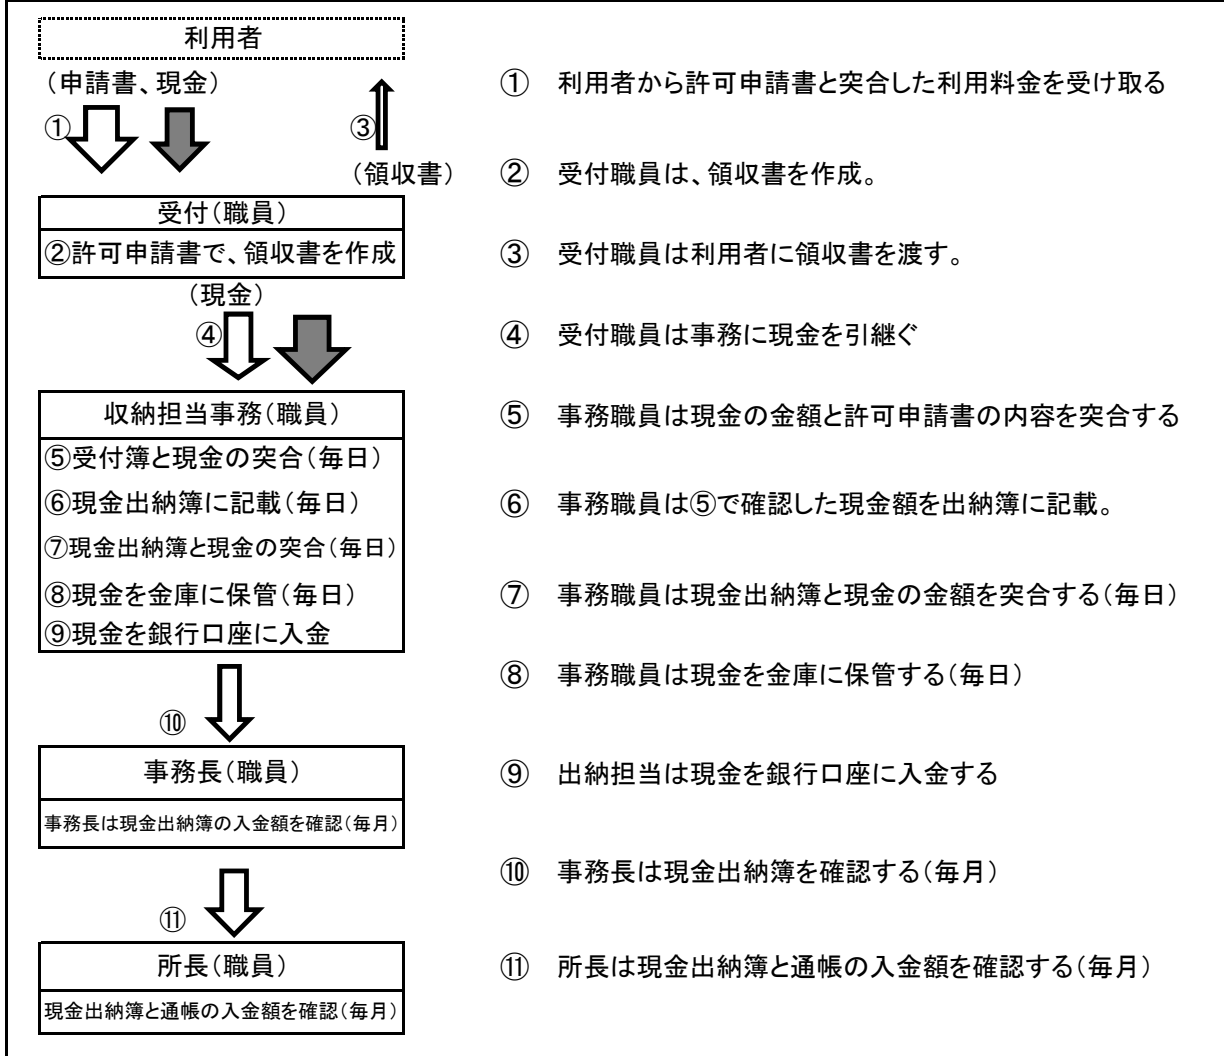 利用者
(申請書、現金)
①
③
(領収書)
受付(職員)
②許可申請書で、領収書を作成
(現金)
④
収納担当事務(職員)
⑤受付簿と現金の突合(毎日)
⑥現金出納簿に記載(毎日)
⑦現金出納簿と現金の突合(毎日)
⑧現金を金庫に保管(毎日)
⑨現金を銀行口座に入金
⑩
事務長(職員)
事務長は現金出納簿の入金額を確認(毎月)
⑪
所長(職員)
現金出納簿と通帳の入金額を確認(毎月)
① 利用者から許可申請書と突合した利用料金を受け取る
② 受付職員は、領収書を作成。
③ 受付職員は利用者に領収書を渡す。
④ 受付職員は事務に現金を引継ぐ
⑤ 事務職員は現金の金額と許可申請書の内容を突合する
⑥ 事務職員は⑤で確認した現金額を出納簿に記載。
⑦ 事務職員は現金出納簿と現金の金額を突合する(毎日)
⑧ 事務職員は現金を金庫に保管する(毎日)
⑨ 出納担当は現金を銀行口座に入金する
⑩ 事務長は現金出納簿を確認する(毎月)
⑪ 所長は現金出納簿と通帳の入金額を確認する(毎月)